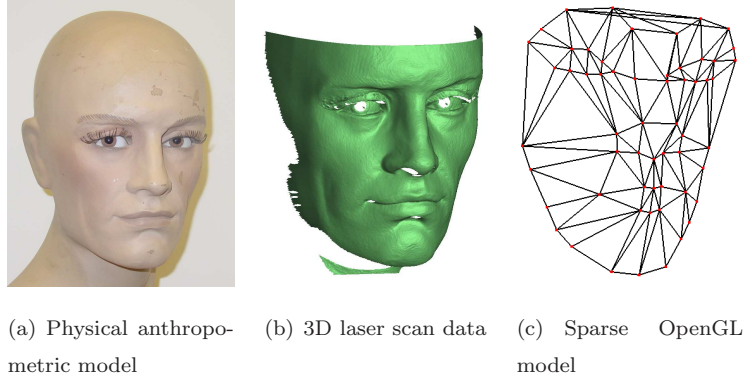 (a) Physical anthropo-
metric model
(b) 3D laser scan data
(c) Sparse OpenGL
model